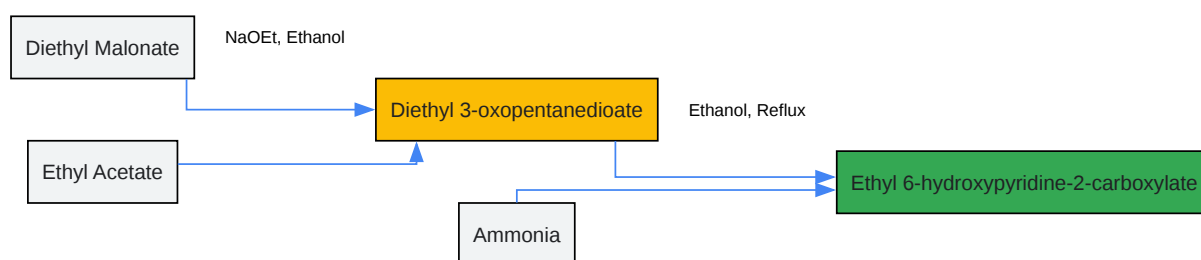 Diethyl Malonate
NaOEt, Ethanol
Diethyl 3-oxopentanedioate
Ethanol, Reflux
Ethyl Acetate
Ethyl 6-hydroxypyridine-2-carboxylate
Ammonia